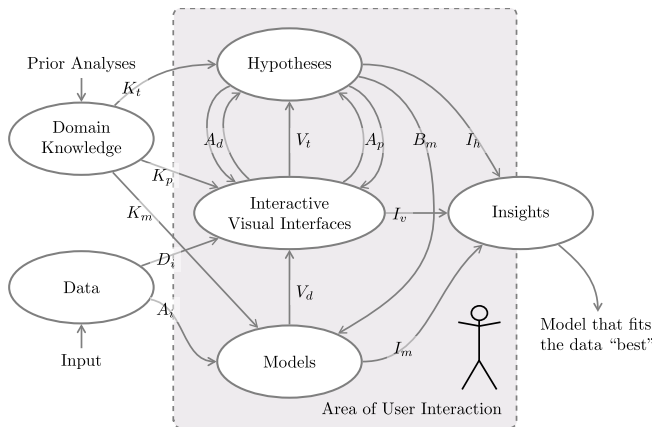 Prior Analyses
K_t
Hypotheses
Domain
Knowledge
A_d
V_t
A_p
B_m
I_h
K_p
K_m
Interactive
Visual Interfaces
I_v
Insights
D_i
Data
A_i
V_d
Input
Models
I_m
Model that fits
the data “best”
Area of User Interaction